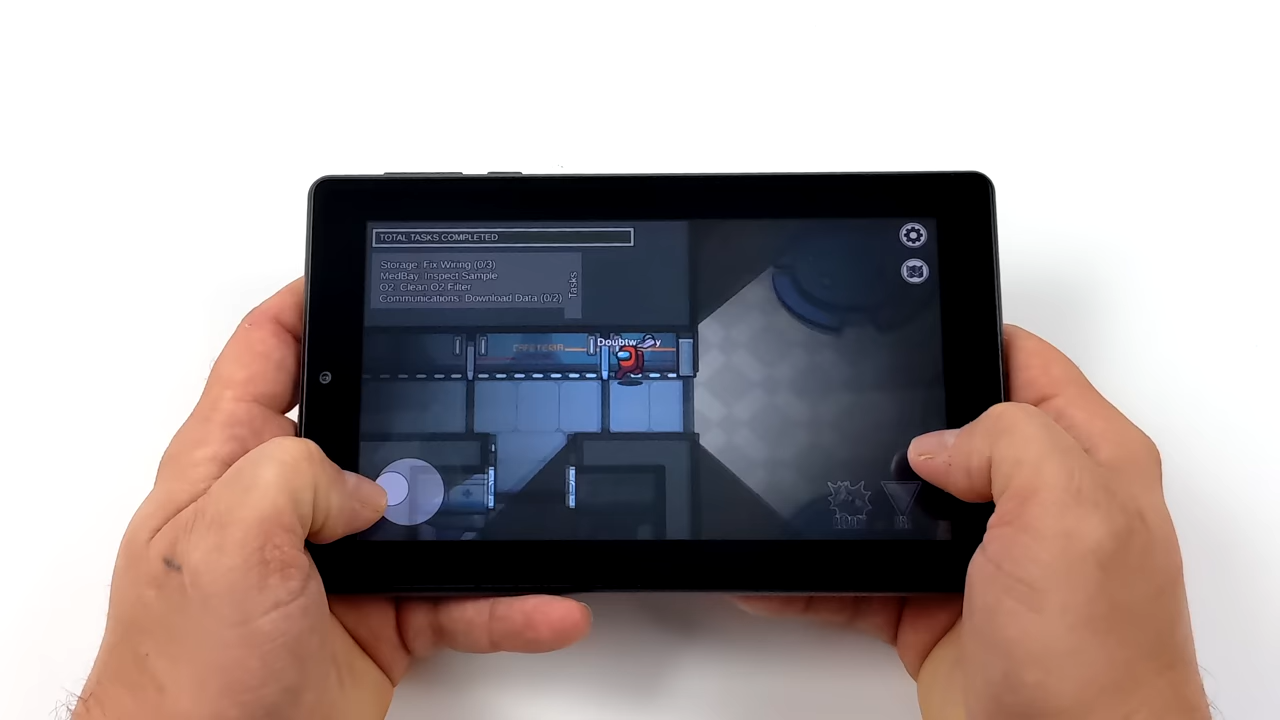 TOTAL TASKS COMPLETED
Storage: Fix Wiring (0/3)
MedBay: Inspect Sample
O2: Clean O2 Filter
Communications: Download Data (0/2)
Tasks
CAFETERIA